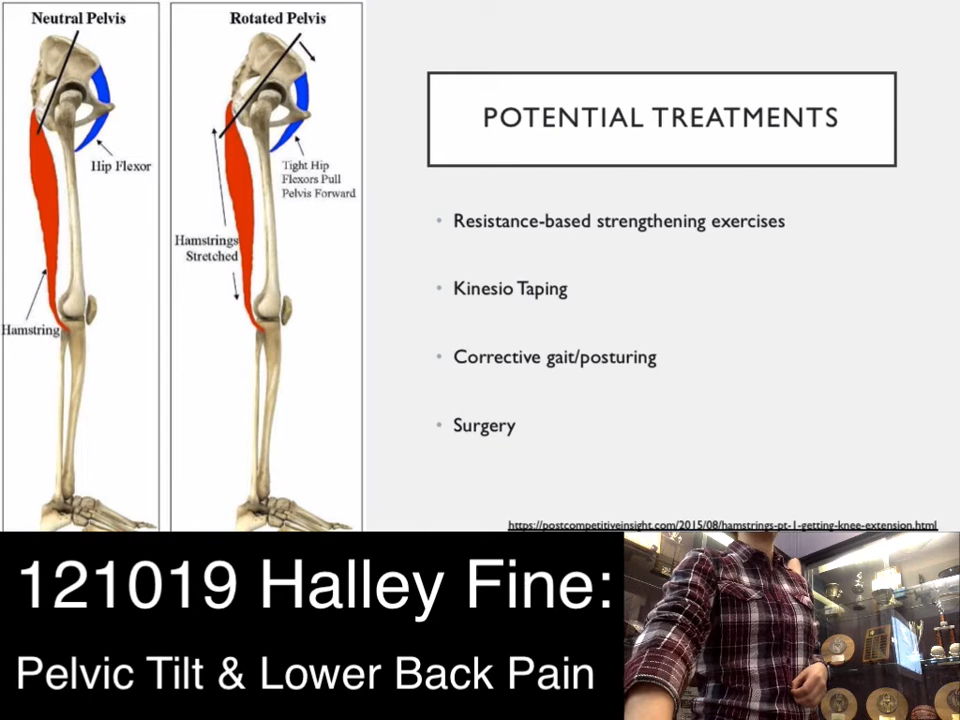 Neutral Pelvis
Hip Flexor
Hamstring
Rotated Pelvis
Tight Hip
Flexors Pull
Pelvis Forward
Hamstrings
Stretched
POTENTIAL TREATMENTS
• Resistance-based strengthening exercises
• Kinesio Taping
• Corrective gait/posturing
• Surgery
https://postcompetitiveinsight.com/2015/08/hamstrings-pt-1-getting-knee-extension.html
121019 Halley Fine:
Pelvic Tilt & Lower Back Pain